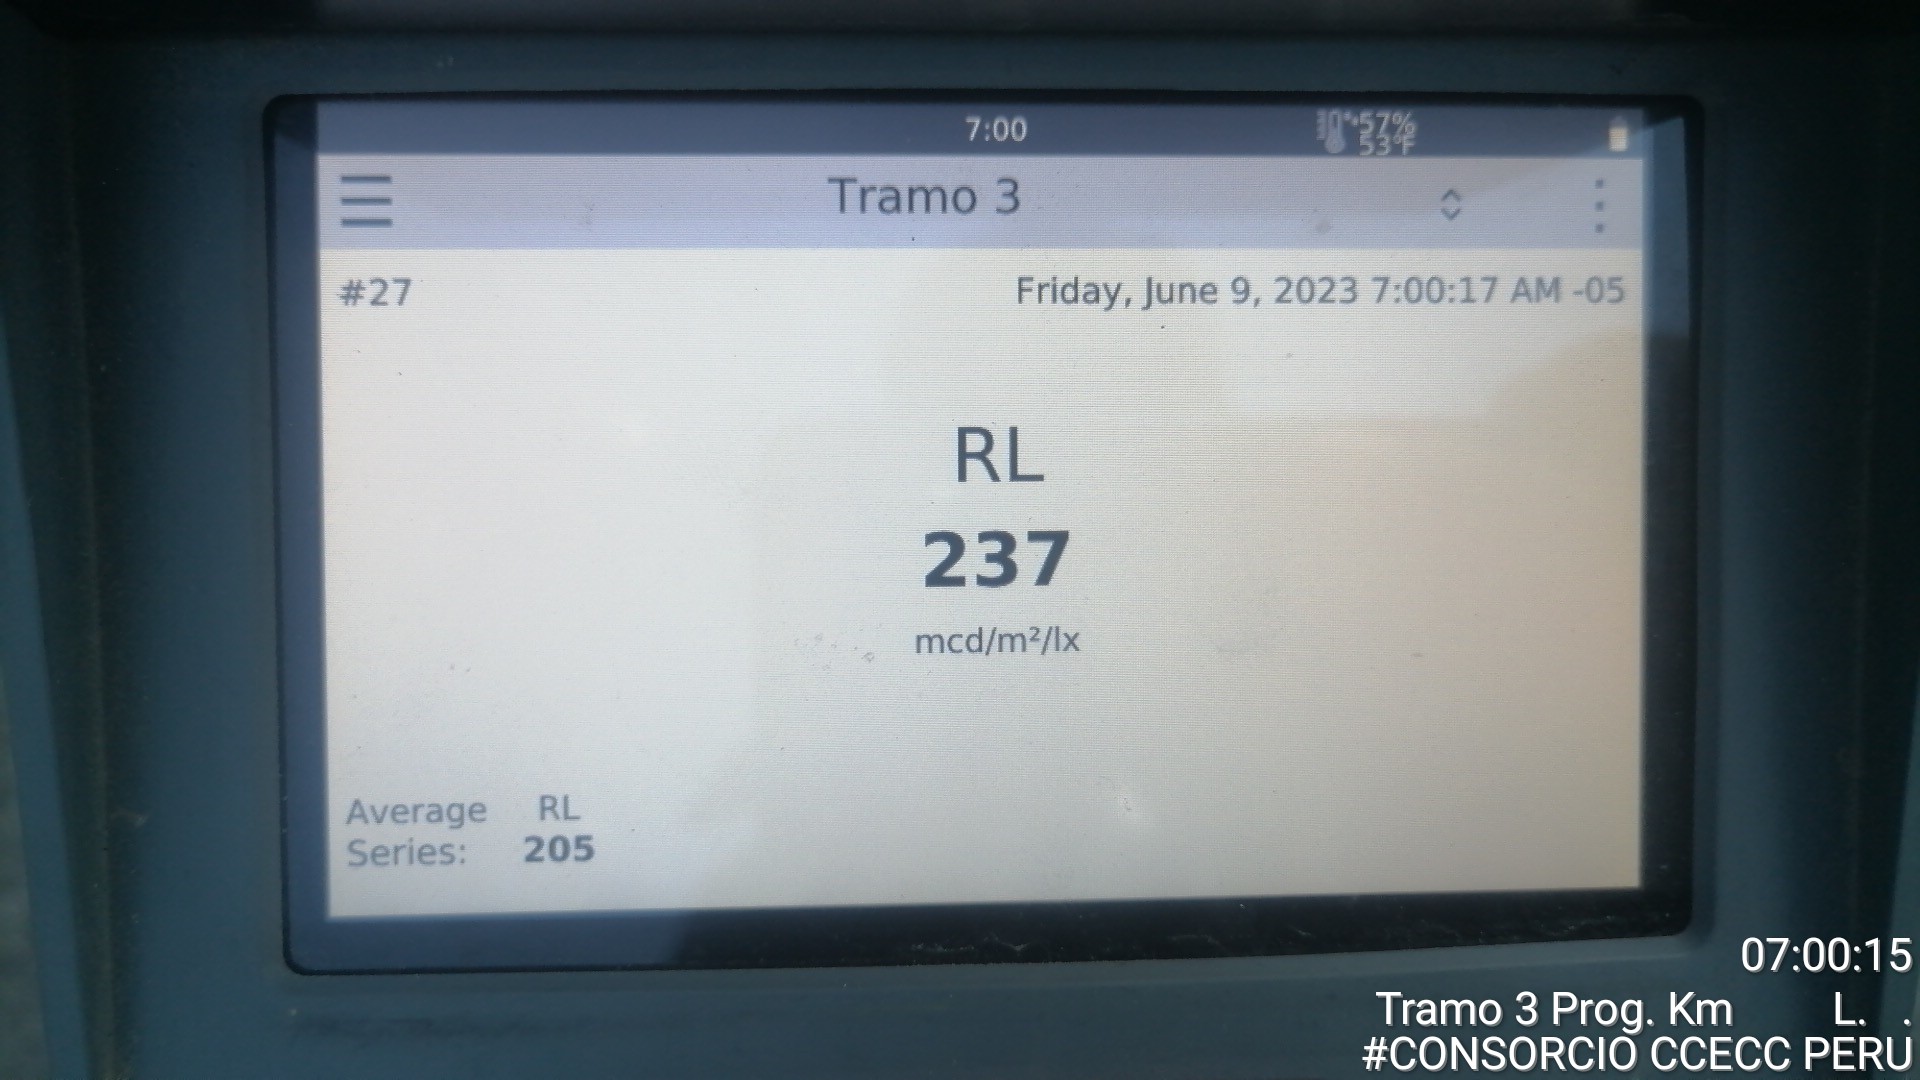 7:00
57%
53°F
Tramo 3
#27
Friday, June 9, 2023 7:00:17 AM -05
RL
237
mcd/m²/lx
Average RL
Series: 205
07:00:15
Tramo 3 Prog. Km L. .
#CONSORCIO CCECC PERU